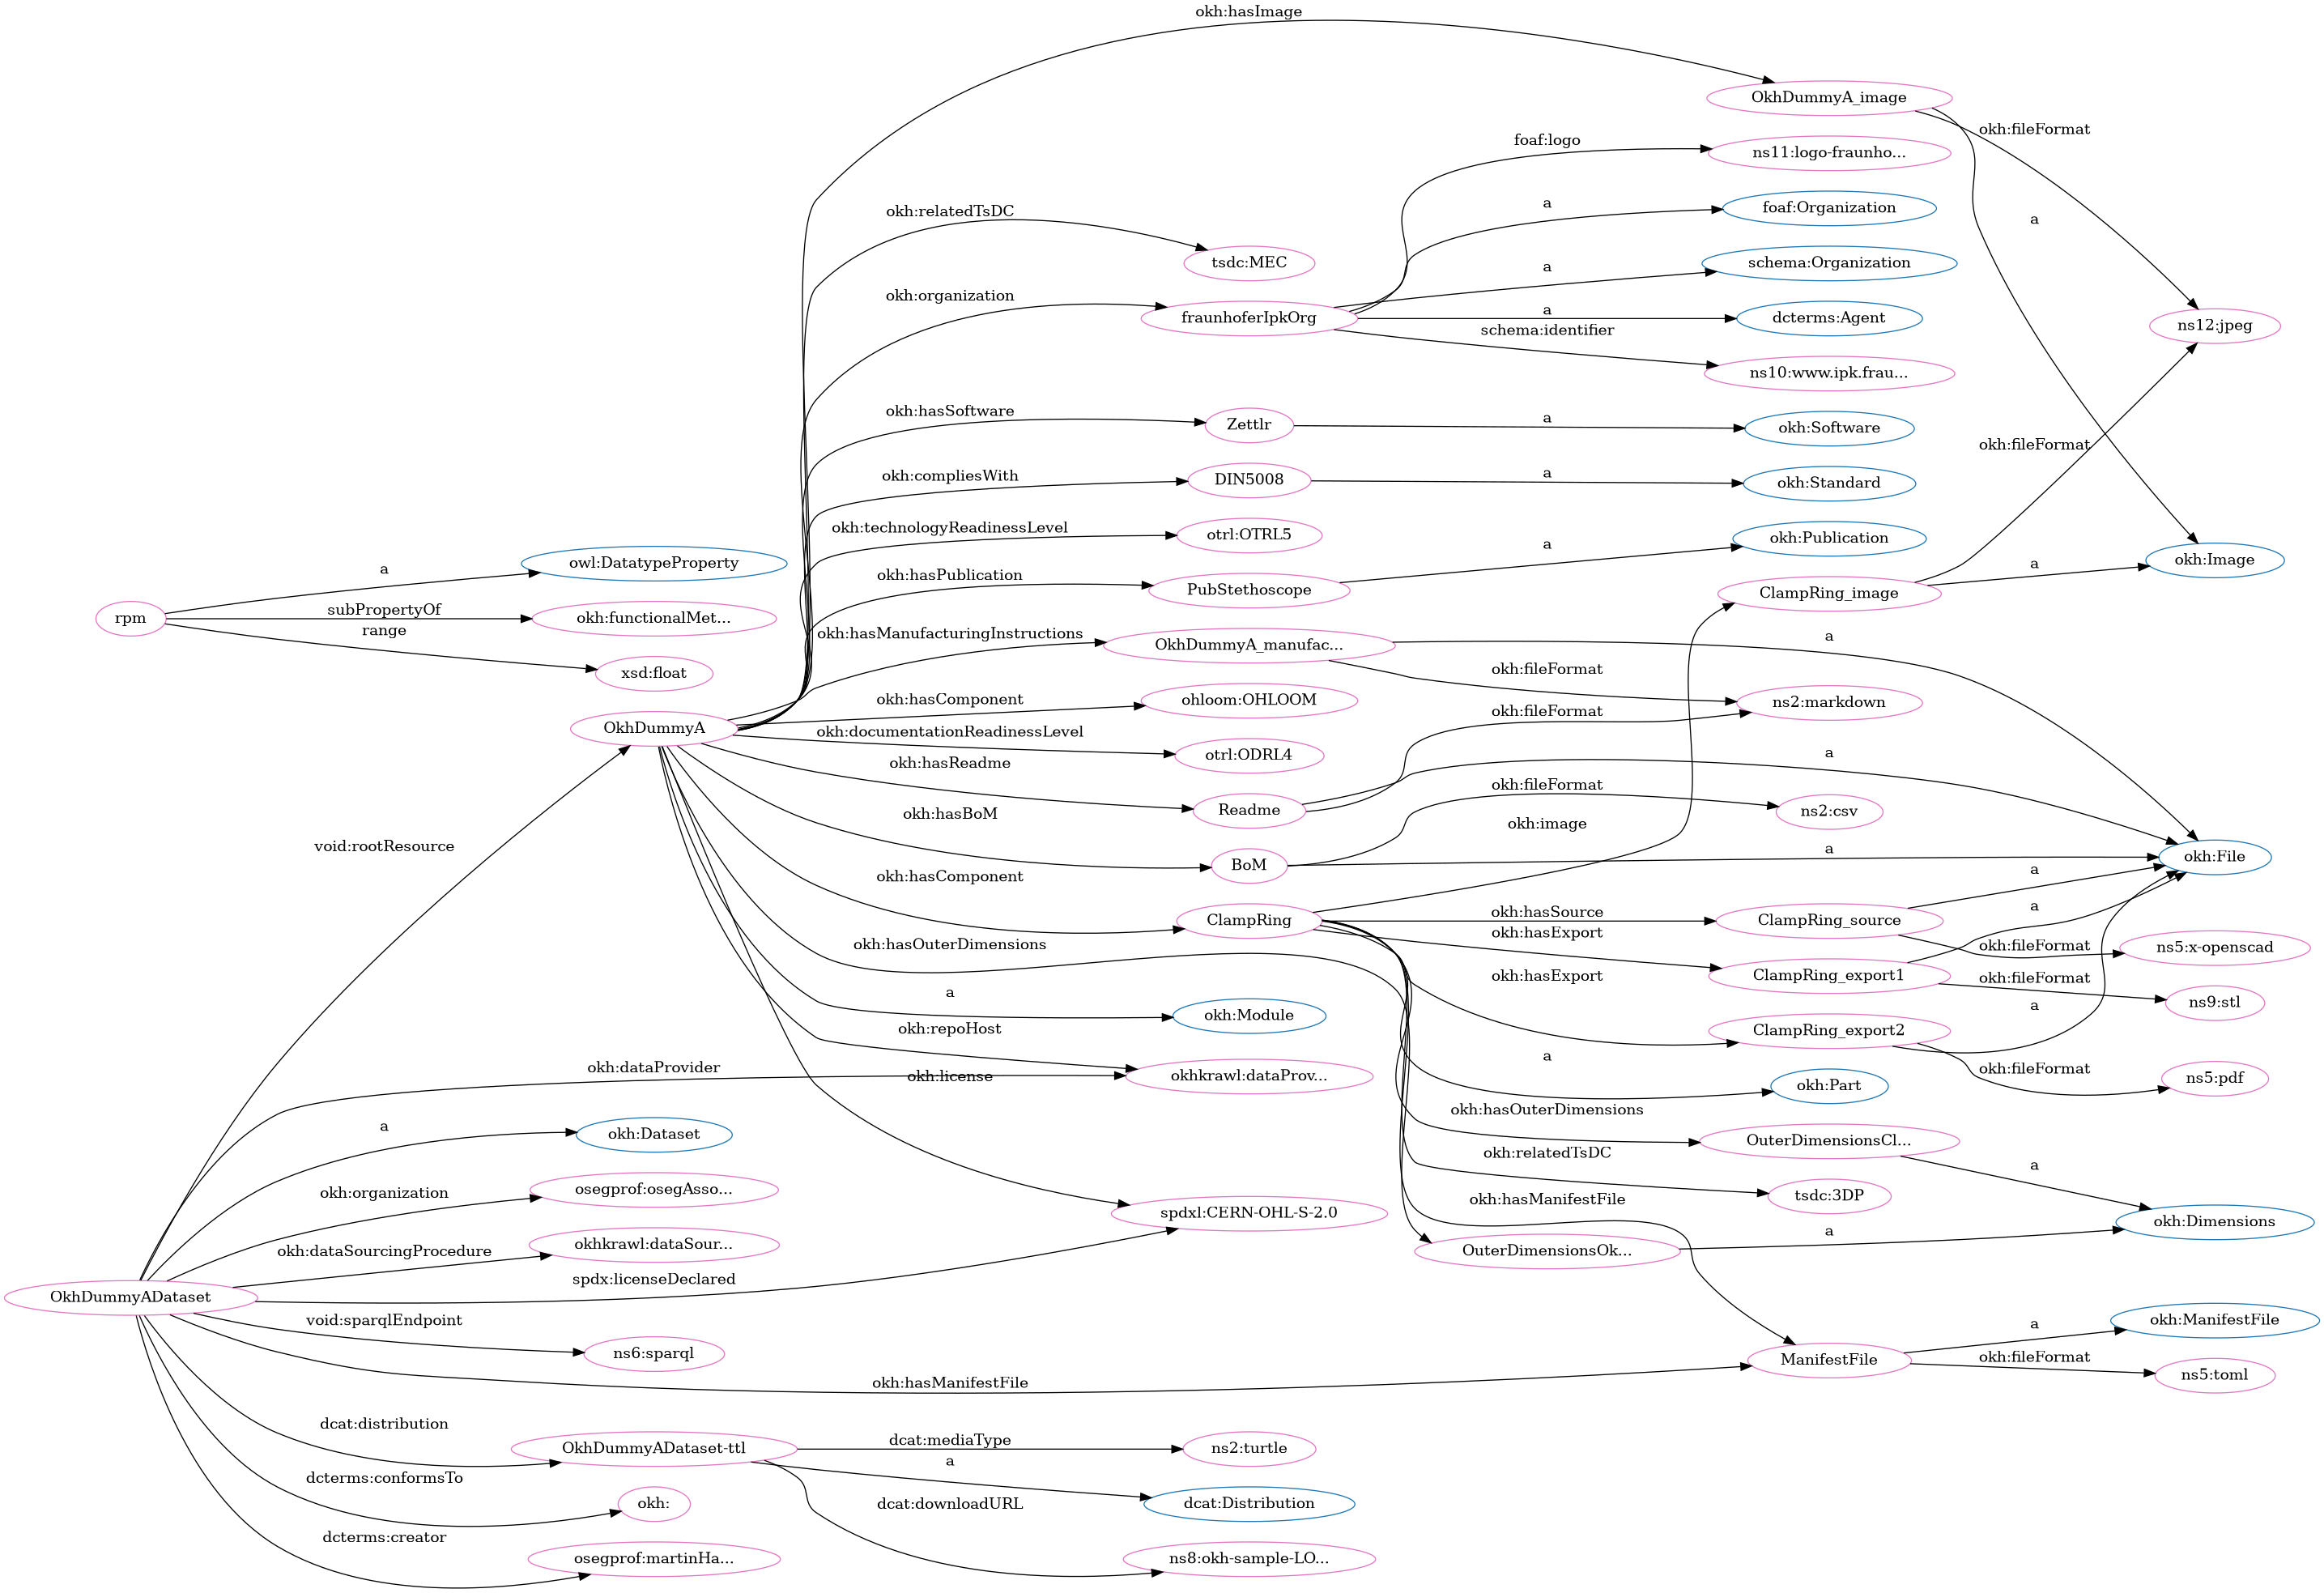 okh:hasImage
OkhDummyA_image
okh:fileFormat
foaf:logo
ns11:logo-fraunho...
a
foaf:Organization
okh:relatedTsDC
a
tsdc:MEC
a
schema:Organization
okh:organization
fraunhoferIpkOrg
a
dcterms:Agent
ns12:jpeg
schema:identifier
ns10:www.ipk.frau...
okh:hasSoftware
Zettlr
a
okh:Software
okh:fileFormat
okh:compliesWith
DIN5008
a
okh:Standard
okh:technologyReadinessLevel
otrl:OTRL5
a
okh:Publication
okh:Image
a
owl:DatatypeProperty
a
okh:hasPublication
PubStethoscope
ClampRing_image
rpm
subPropertyOf
okh:functionalMet...
range
okh:hasManufacturingInstructions
a
OkhDummyA_manufac...
xsd:float
okh:fileFormat
okh:hasComponent
ohloom:OHLOOM
ns2:markdown
okh:fileFormat
OkhDummyA
okh:documentationReadinessLevel
otrl:ODRL4
a
okh:hasReadme
okh:fileFormat
Readme
okh:hasBoM
ns2:csv
okh:image
void:rootResource
a
okh:File
BoM
okh:hasComponent
a
okh:hasSource
ClampRing
ClampRing_source
a
okh:hasExport
okh:hasOuterDimensions
okh:fileFormat
ns5:x-openscad
okh:hasExport
ClampRing_export1
okh:fileFormat
a
ns9:stl
a
okh:Module
okh:repoHost
ClampRing_export2
a
okh:dataProvider
okh:license
okhkrawl:dataProv...
a
okh:Part
okh:fileFormat
ns5:pdf
okh:hasOuterDimensions
a
okh:Dataset
OuterDimensionsCl...
okh:relatedTsDC
a
okh:organization
osegprof:osegAsso...
okh:hasManifestFile
tsdc:3DP
spdxl:CERN-OHL-S-2.0
okh:Dimensions
a
okh:dataSourcingProcedure
okhkrawl:dataSour...
OuterDimensionsOk...
spdx:licenseDeclared
OkhDummyADataset
void:sparqlEndpoint
a
okh:ManifestFile
ns6:sparql
ManifestFile
okh:fileFormat
ns5:toml
okh:hasManifestFile
dcat:distribution
OkhDummyADataset-ttl
dcat:mediaType
ns2:turtle
a
dcterms:conformsTo
okh:
dcat:downloadURL
dcat:Distribution
dcterms:creator
osegprof:martinHa...
ns8:okh-sample-LO...